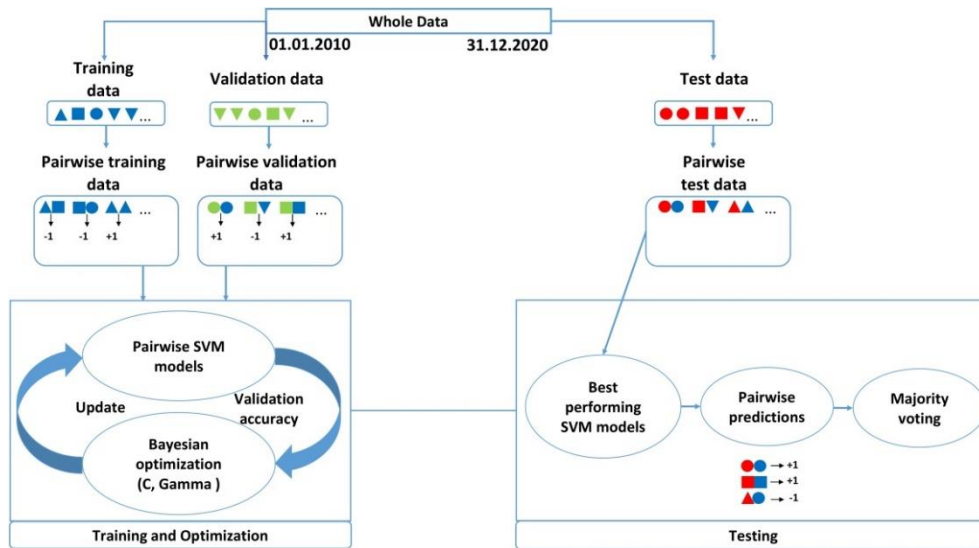 Whole Data
01.01.2010
31.12.2020
Training
data
...
Pairwise training
data
...
-1
-1
+1
Validation data
...
Pairwise validation
data
...
+1
-1
+1
Test data
...
Pairwise
test data
...
Pairwise SVM
models
Update
Validation
accuracy
Bayesian
optimization
(C, Gamma )
Training and Optimization
Best
performing
SVM models
Pairwise
predictions
Majority
voting
+1
+1
-1
Testing